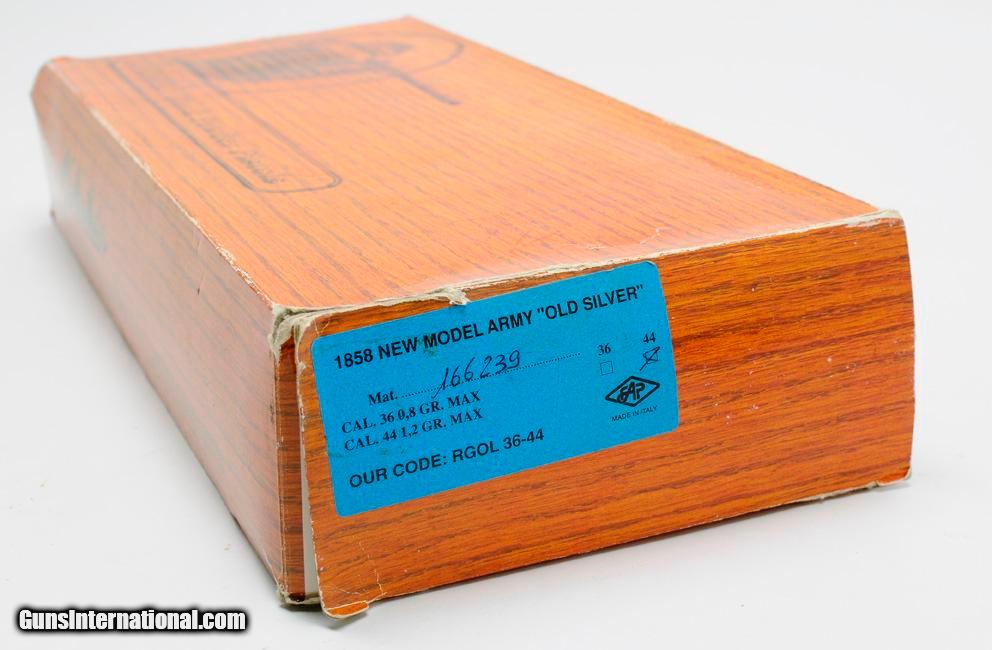 1858 NEW MODEL ARMY "OLD SILVER"
Mat. 166239
36 44
CAL. 36 0,8 GR. MAX
CAL. 44 1,2 GR. MAX
MADE IN ITALY
OUR CODE: RGOL 36-44
GunsInternational.com